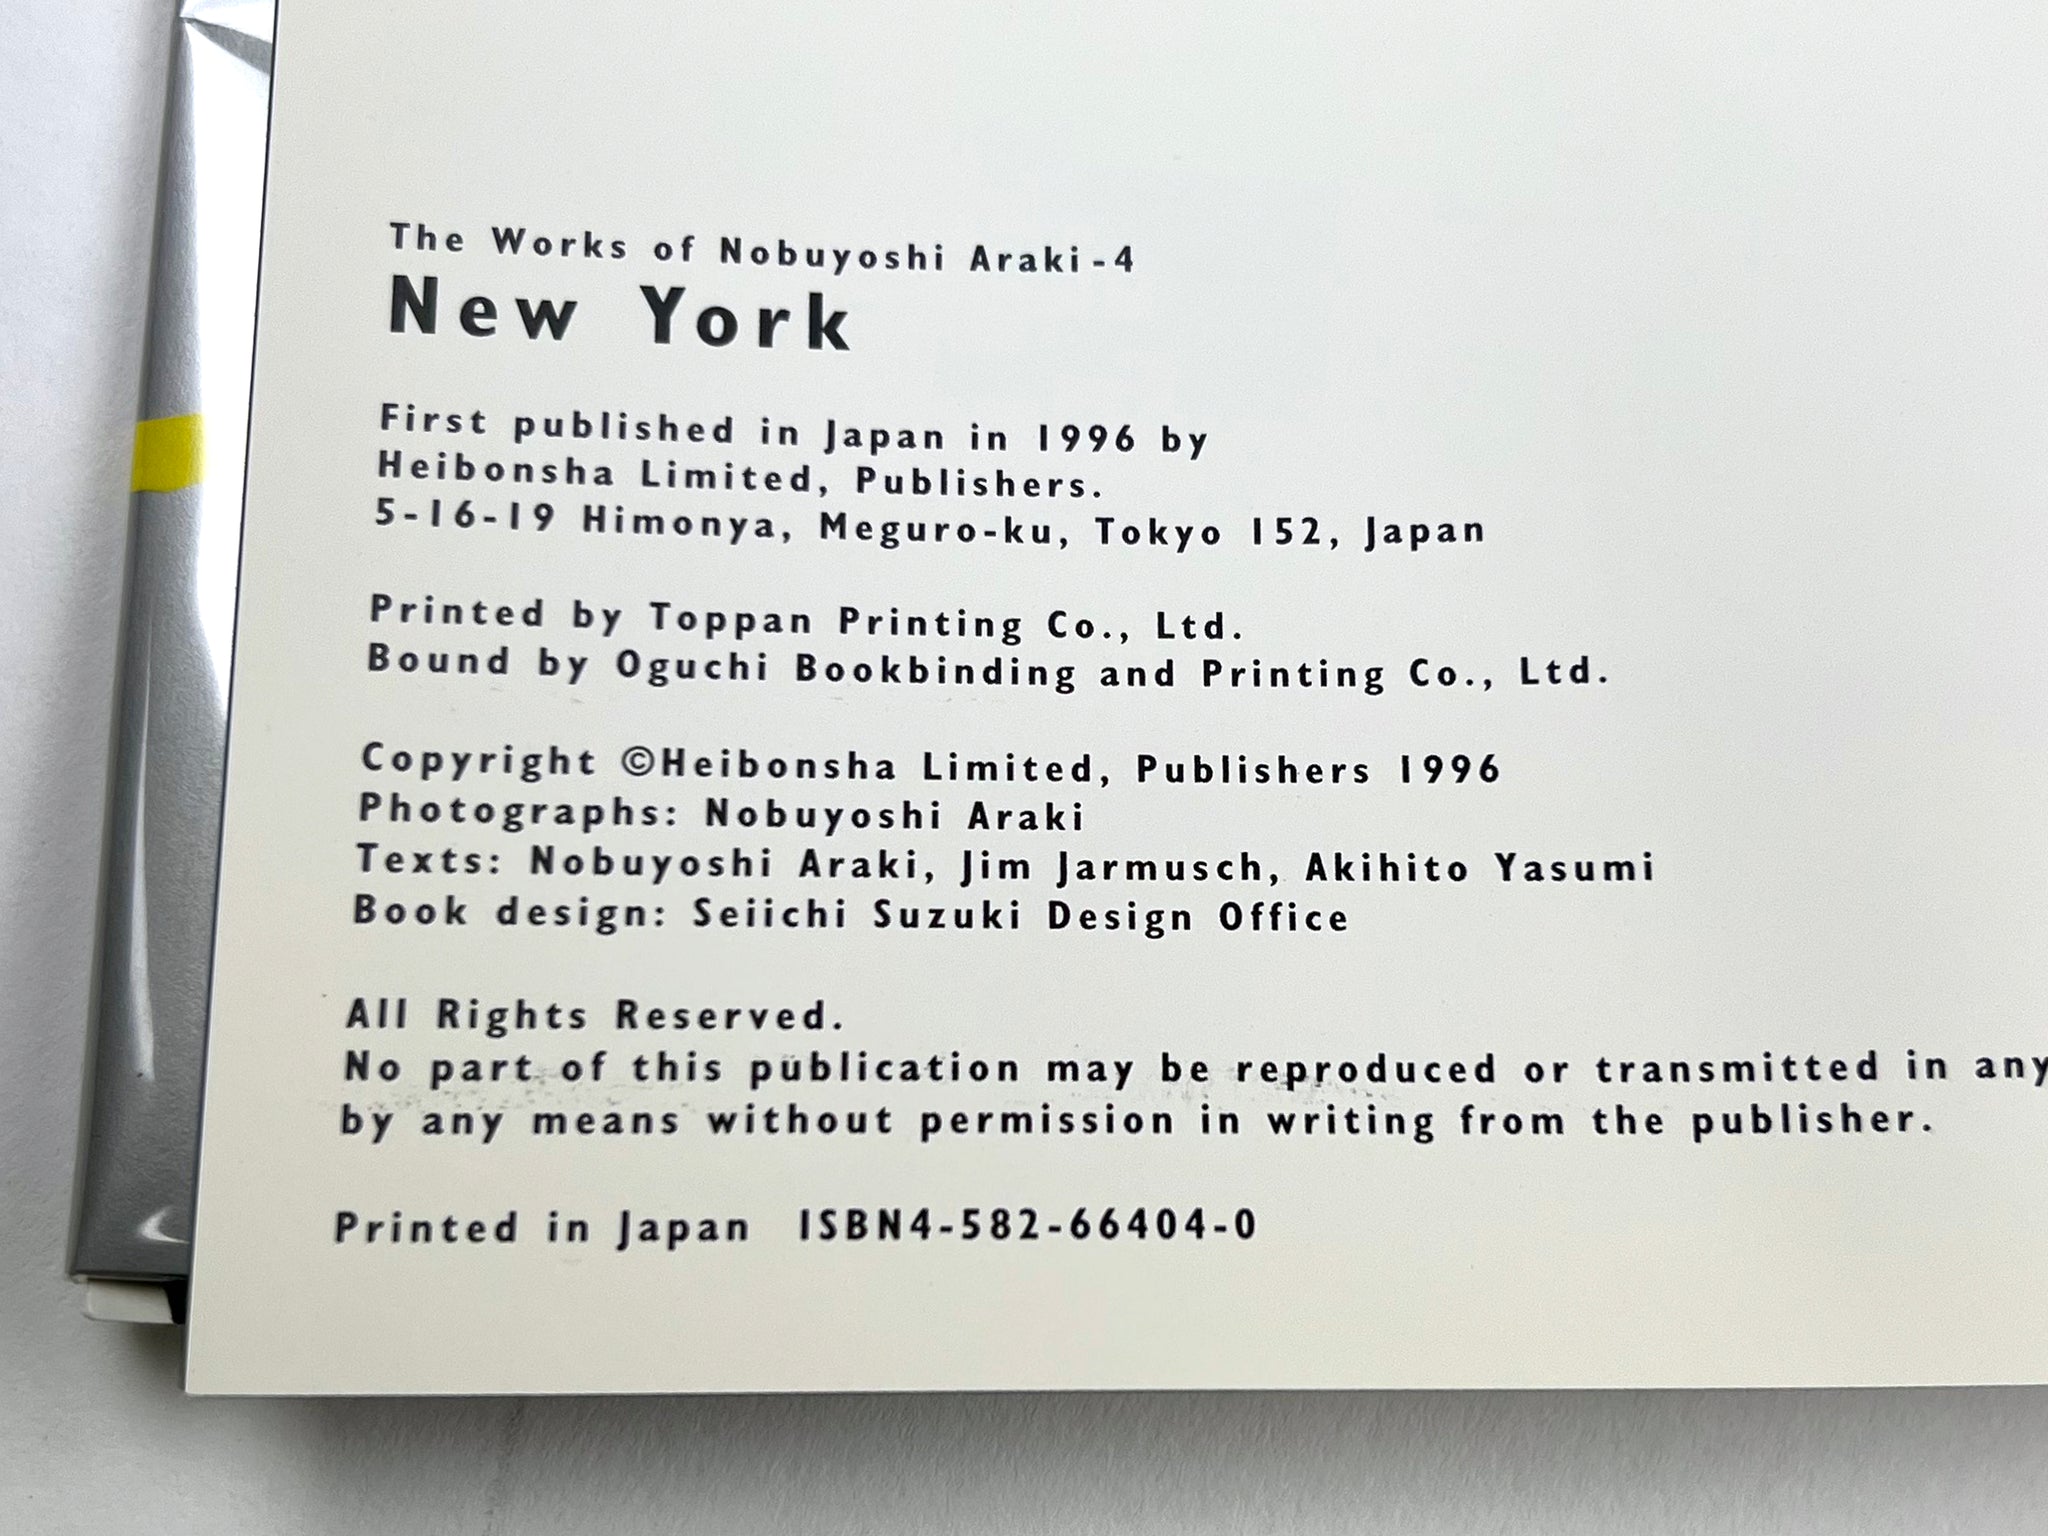 The Works of Nobuyoshi Araki-4
New York
First published in Japan in 1996 by
Heibonsha Limited, Publishers.
5-16-19 Himonya, Meguro-ku, Tokyo 152, Japan
Printed by Toppan Printing Co., Ltd.
Bound by Oguchi Bookbinding and Printing Co., Ltd.
Copyright ©Heibonsha Limited, Publishers 1996
Photographs: Nobuyoshi Araki
Texts: Nobuyoshi Araki, Jim Jarmusch, Akihito Yasumi
Book design: Seiichi Suzuki Design Office
All Rights Reserved.
No part of this publication may be reproduced or transmitted in any
by any means without permission in writing from the publisher.
Printed in Japan ISBN4-582-66404-0